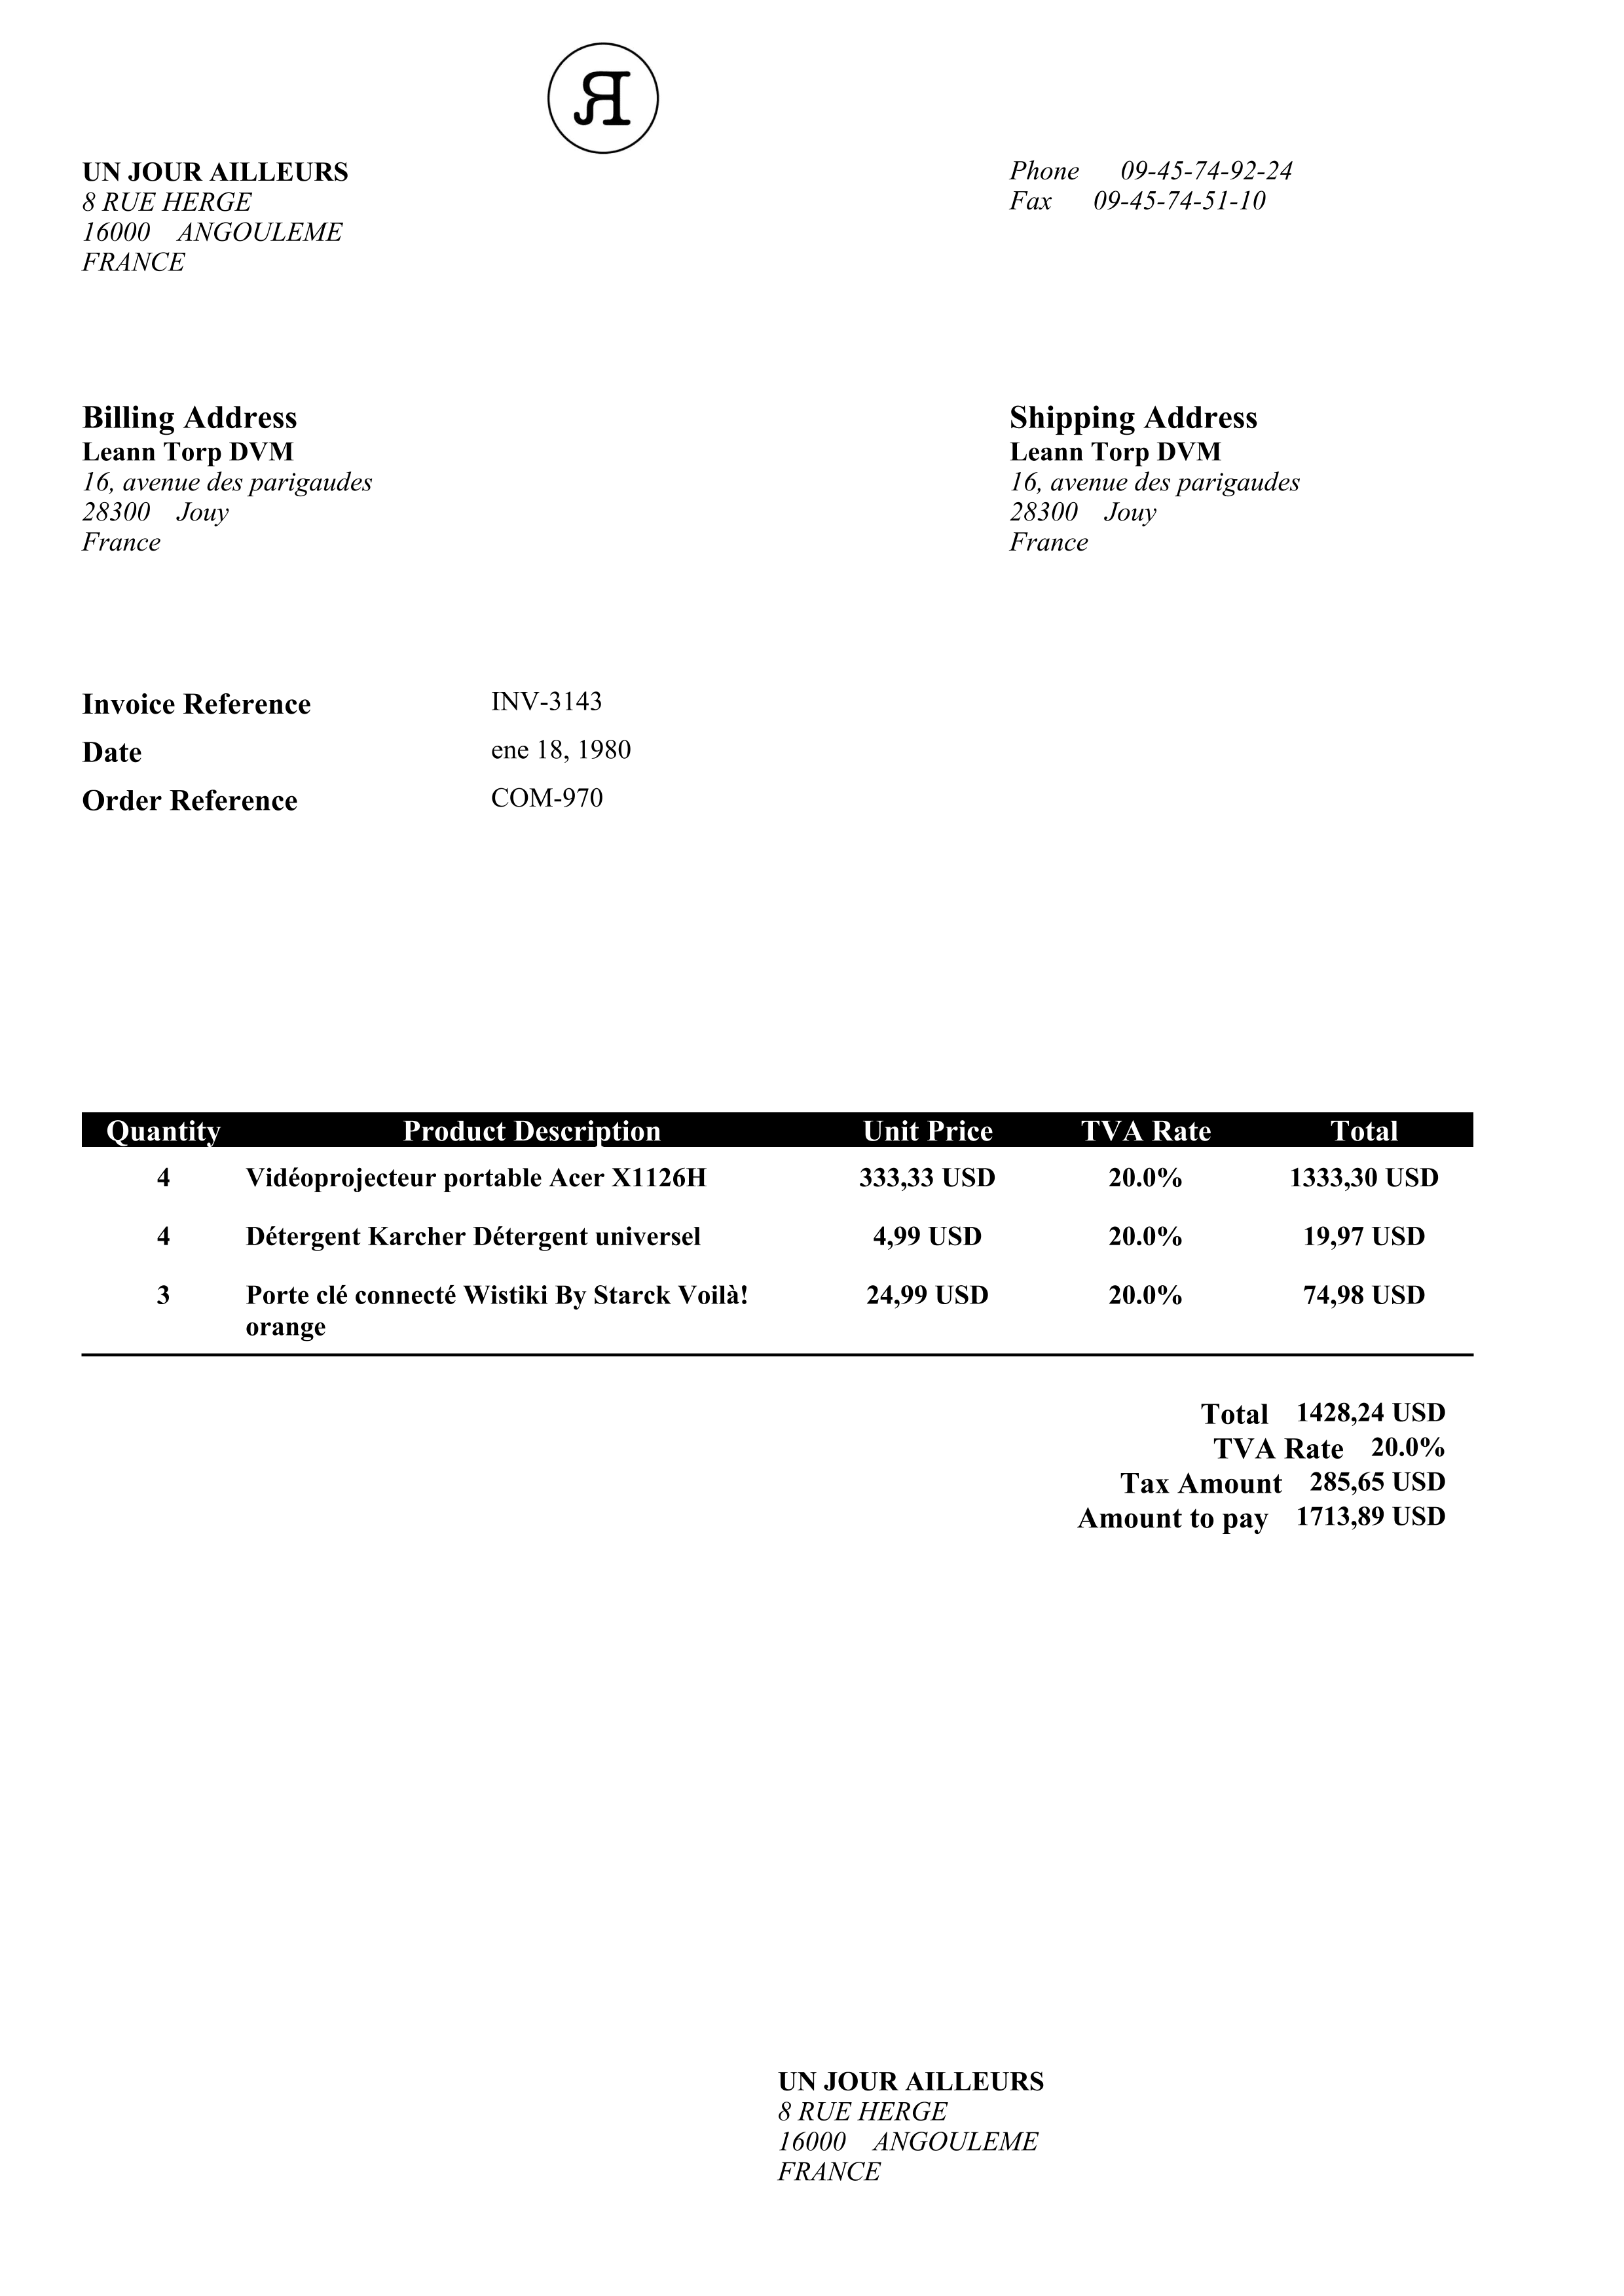 UN JOUR AILLEURS
8 RUE HERGE
16000 ANGOULEME
FRANCE
Phone 09-45-74-92-24
Fax 09-45-74-51-10
Billing Address
Leann Torp DVM
16, avenue des parigaudes
28300 Jouy
France
Shipping Address
Leann Torp DVM
16, avenue des parigaudes
28300 Jouy
France
Invoice Reference INV-3143
Date ene 18, 1980
Order Reference COM-970
Quantity Product Description Unit Price TVA Rate Total
4 Vidéoprojecteur portable Acer X1126H 333,33 USD 20.0% 1333,30 USD
4 Détergent Karcher Détergent universel 4,99 USD 20.0% 19,97 USD
3 Porte clé connecté Wistiki By Starck Voilà! 24,99 USD 20.0% 74,98 USD
orange
Total 1428,24 USD
TVA Rate 20.0%
Tax Amount 285,65 USD
Amount to pay 1713,89 USD
UN JOUR AILLEURS
8 RUE HERGE
16000 ANGOULEME
FRANCE